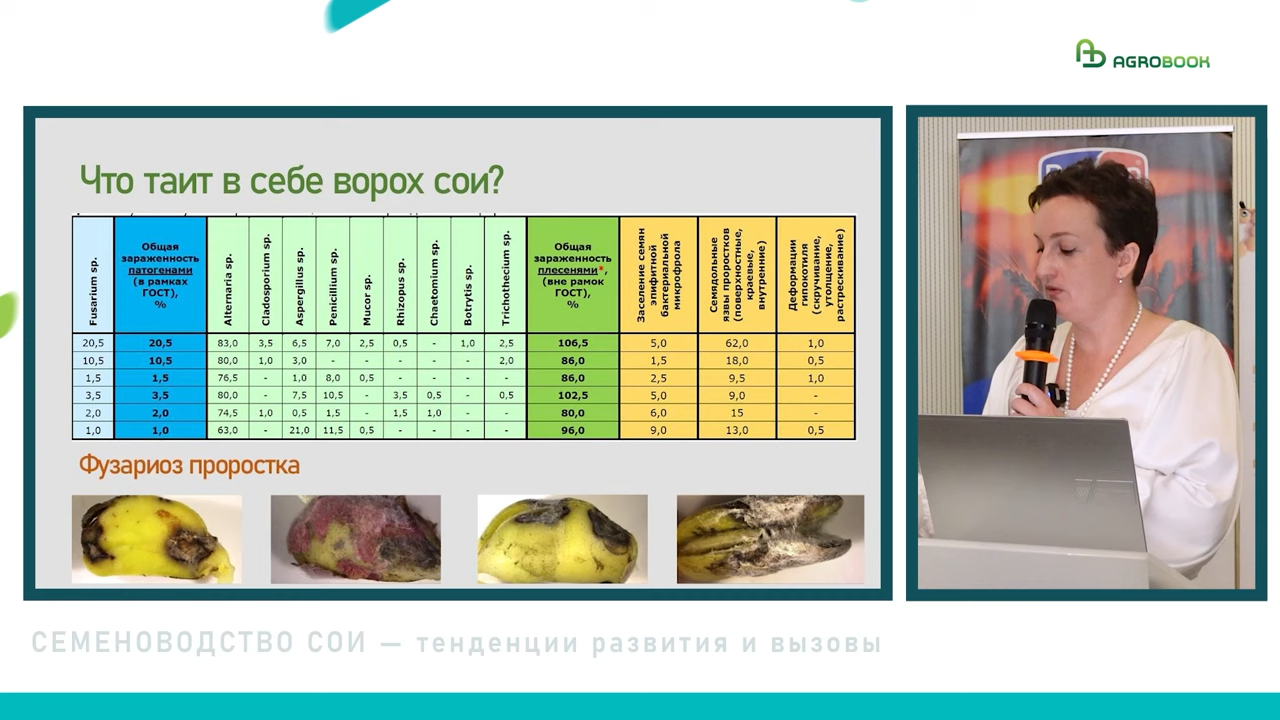 AGROBOOK
Что таит в себе ворох сои?
Fusarium sp.
Общая
зараженность
патогенами
(в рамках
ГОСТ),
%
Alternaria sp.
Cladosporium sp.
Aspergillus sp.
Penicillium sp.
Mucor sp.
Rhizopus sp.
Chaetomium sp.
Botrytis sp.
Trichothecium sp.
Общая
зараженность
плесенями*,
(вне рамок
ГОСТ),
%
Заселение семян
эпифитной
бактериальной
микрофлора
Семядольные
язвы проростков
(поверхностные,
краевые,
внутренние)
Деформации
гипокотиля
(скручивание,
утолщение,
растрескивание)
20,5 20,5 83,0 3,5 6,5 7,0 2,5 0,5 - 1,0 2,5 106,5 5,0 62,0 1,0
10,5 10,5 80,0 1,0 3,0 - - - - - 2,0 86,0 1,5 18,0 0,5
1,5 1,5 76,5 - 1,0 8,0 0,5 - - - - 86,0 2,5 9,5 1,0
3,5 3,5 80,0 - 7,5 10,5 - 3,5 0,5 - 0,5 102,5 5,0 9,0 -
2,0 2,0 74,5 1,0 0,5 1,5 - 1,5 1,0 - - 80,0 6,0 15 -
1,0 1,0 63,0 - 21,0 11,5 0,5 - - - - 96,0 9,0 13,0 0,5
Фузариоз проростка
СЕМЕНОВОДСТВО СОИ — тенденции развития и вызовы